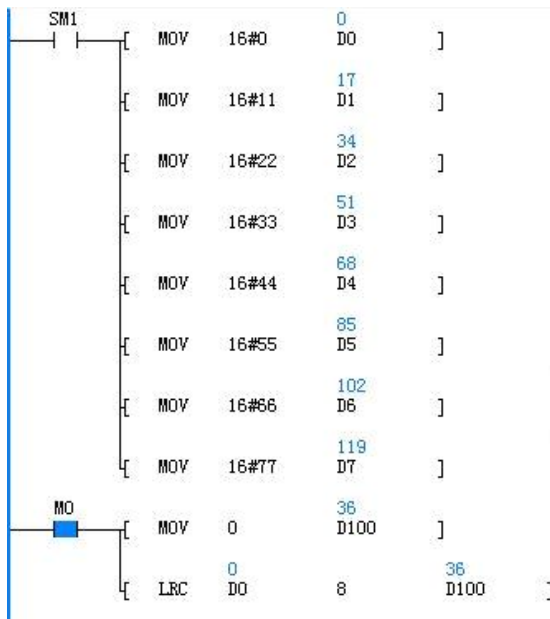 SM1
0
[ MOV 16#0 D0 ]
17
[ MOV 16#11 D1 ]
34
[ MOV 16#22 D2 ]
51
[ MOV 16#33 D3 ]
68
[ MOV 16#44 D4 ]
85
[ MOV 16#55 D5 ]
102
[ MOV 16#66 D6 ]
119
[ MOV 16#77 D7 ]
M0
36
[ MOV 0 D100 ]
0 36
[ LRC D0 8 D100 ]